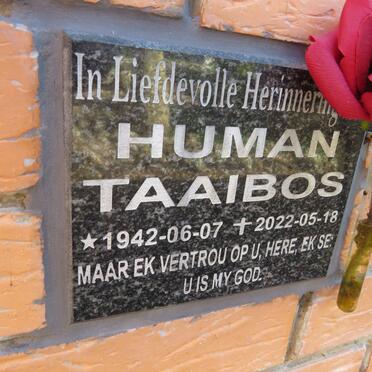 In Liefdevolle Herinnering
HUMAN
TAAIBOS
★1942-06-07 ✝2022-05-18
MAAR EK VERTROU OP U, HERE, EK SE:
U IS MY GOD.